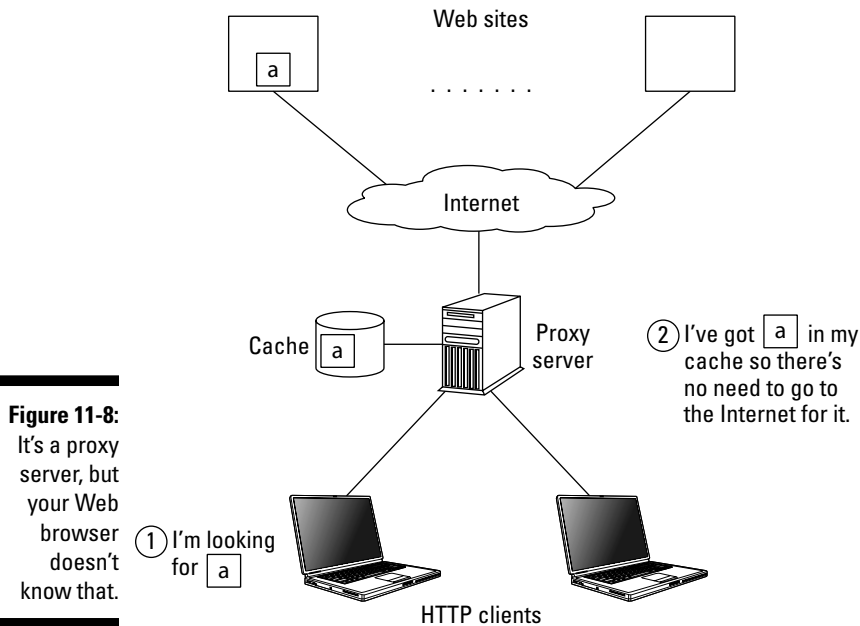 Web sites
a
. . . . . . .
Internet
Cache
a
Proxy
server
2 I've got a in my
cache so there's
no need to go to
the Internet for it.
Figure 11-8:
It's a proxy
server, but
your Web
browser
doesn't
know that.
1 I'm looking
for a
HTTP clients